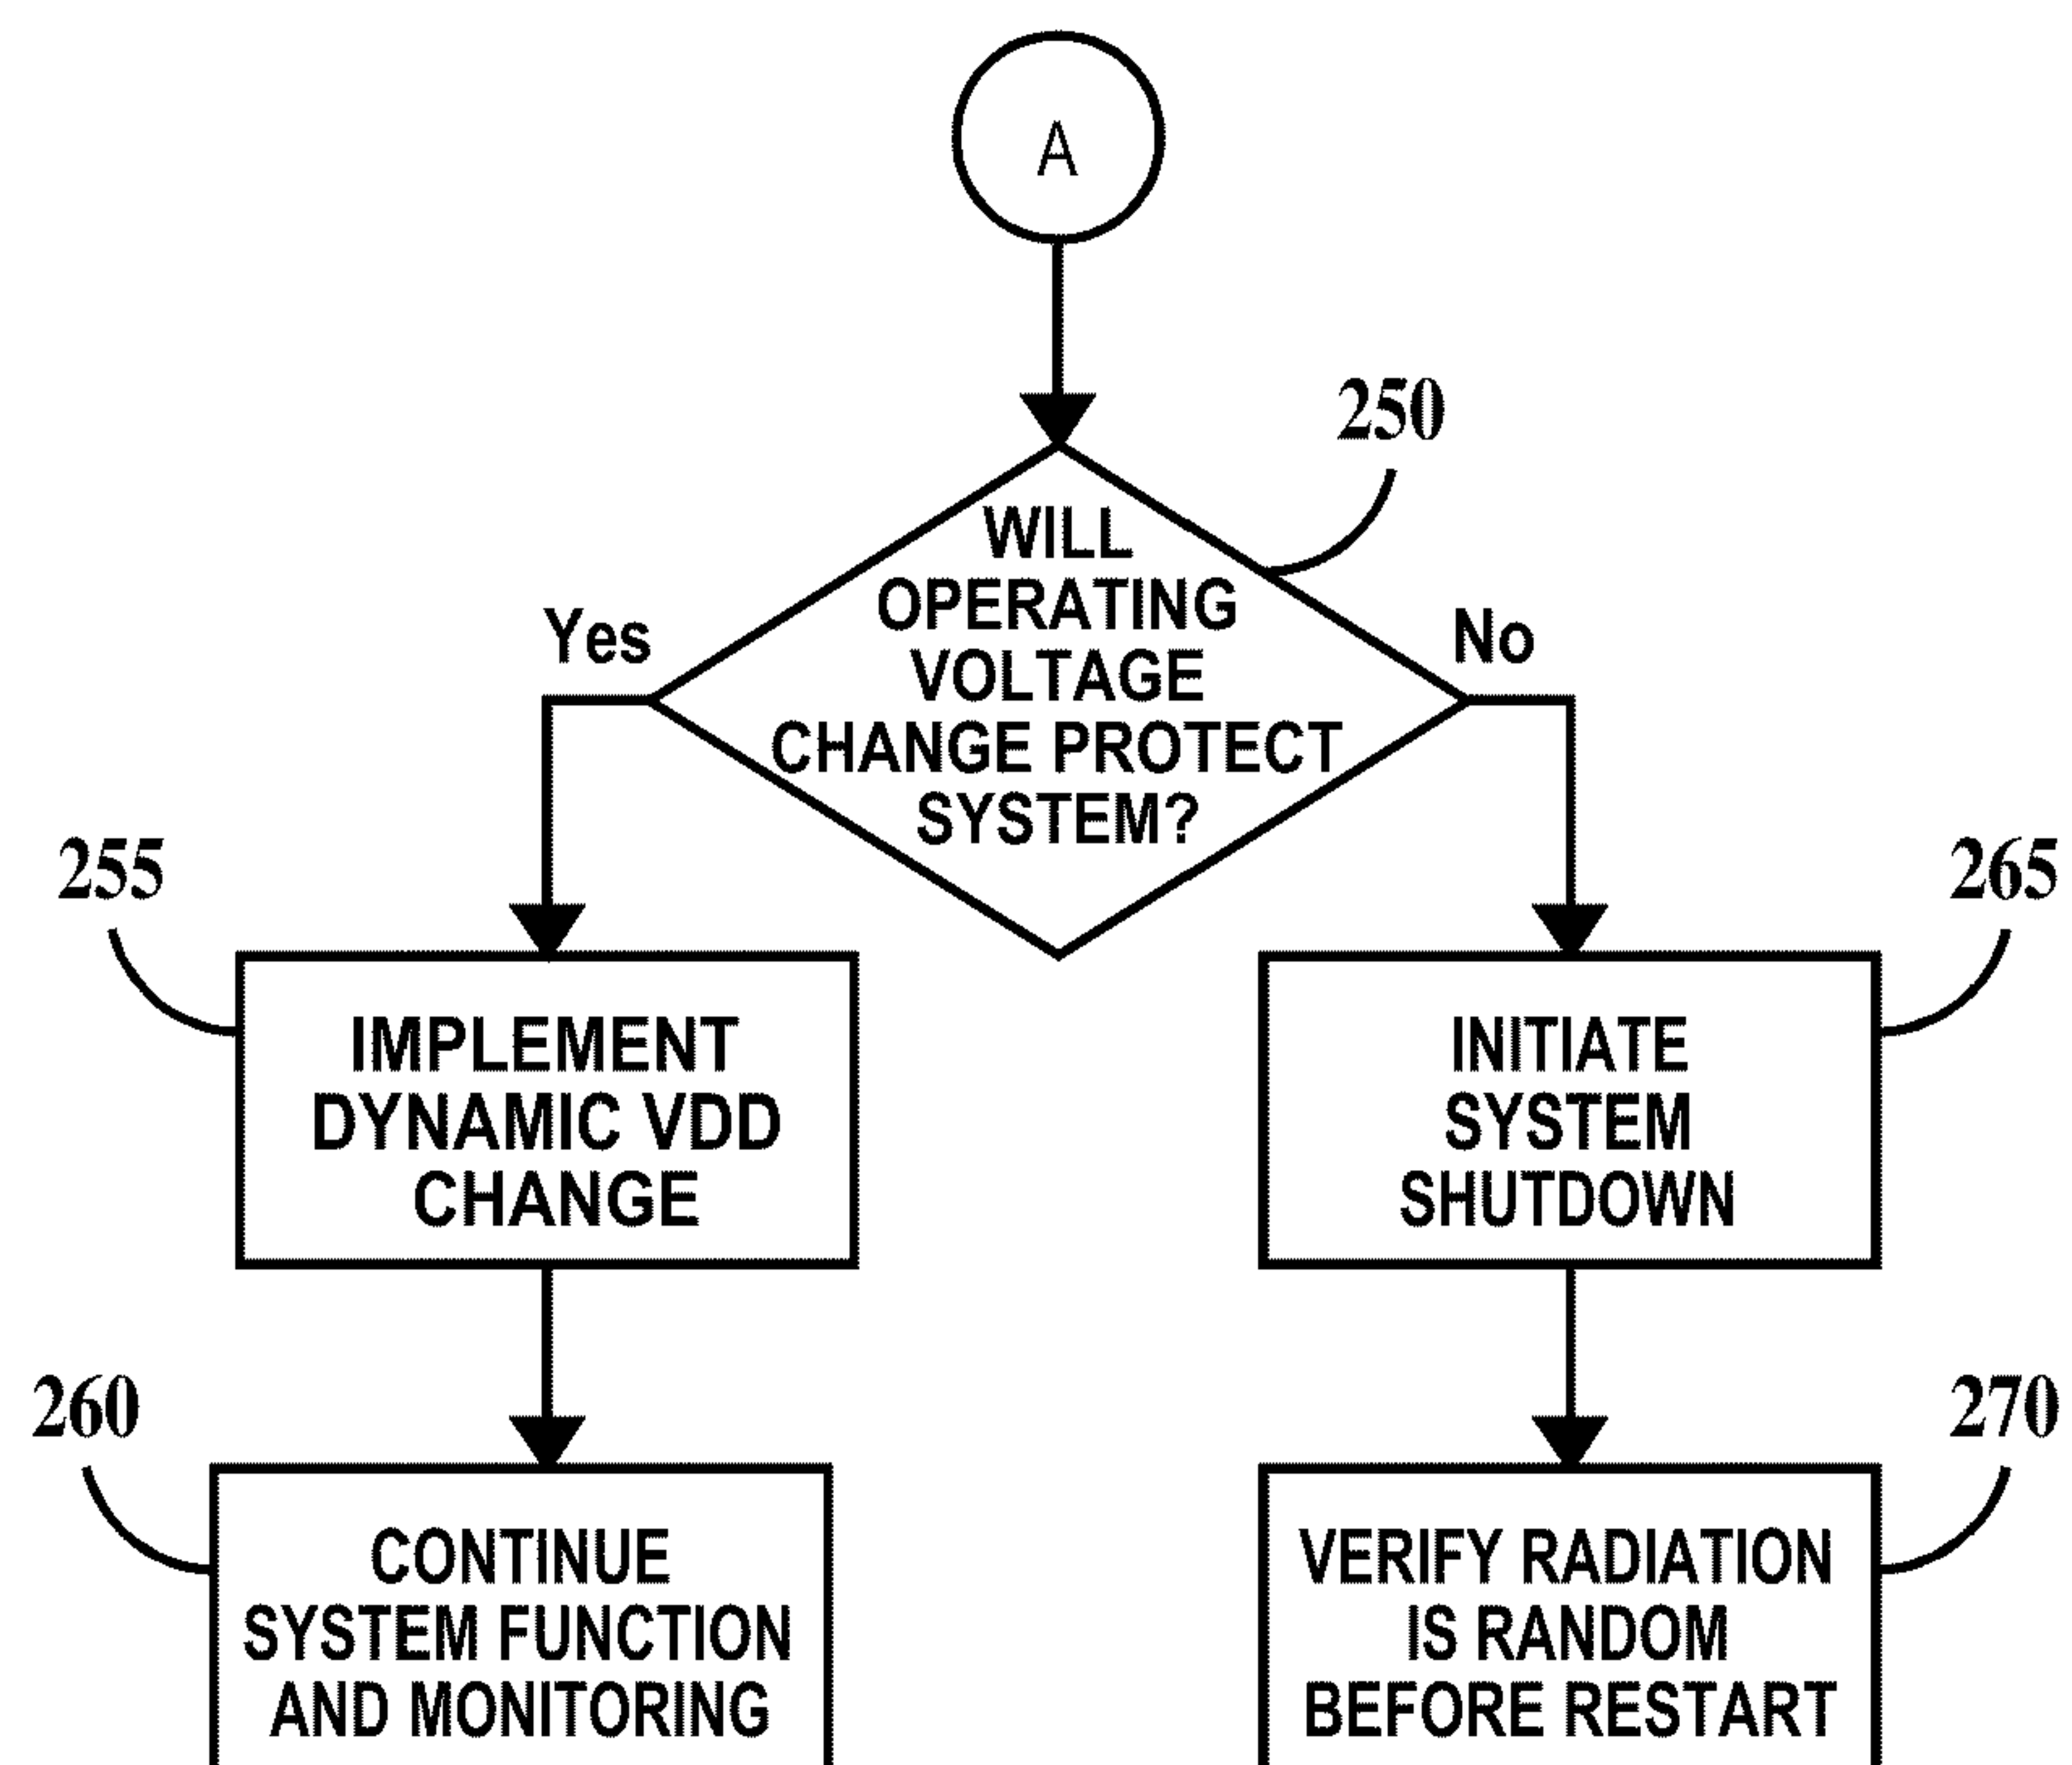 A
250
WILL
OPERATING
VOLTAGE
CHANGE PROTECT
SYSTEM?
Yes
No
255
IMPLEMENT
DYNAMIC VDD
CHANGE
265
INITIATE
SYSTEM
SHUTDOWN
260
CONTINUE
SYSTEM FUNCTION
AND MONITORING
270
VERIFY RADIATION
IS RANDOM
BEFORE RESTART